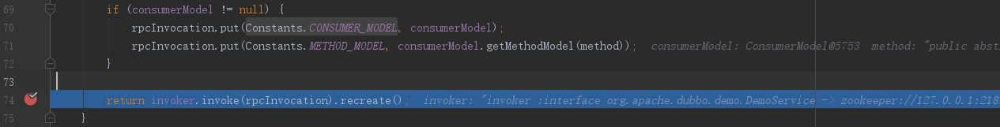 69 if (consumerModel != null) {
70 rpcInvocation.put(Constants.CONSUMER_MODEL, consumerModel);
71 rpcInvocation.put(Constants.METHOD_MODEL, consumerModel.getMethodModel(method)); consumerModel: ConsumerModel@5753 method: "public abst
72 }
73
74 return invoker.invoke(rpcInvocation).recreate(); invoker: "invoker :interface org.apache.dubbo.demo.DemoService -> zookeeper://127.0.0.1:218
75 }